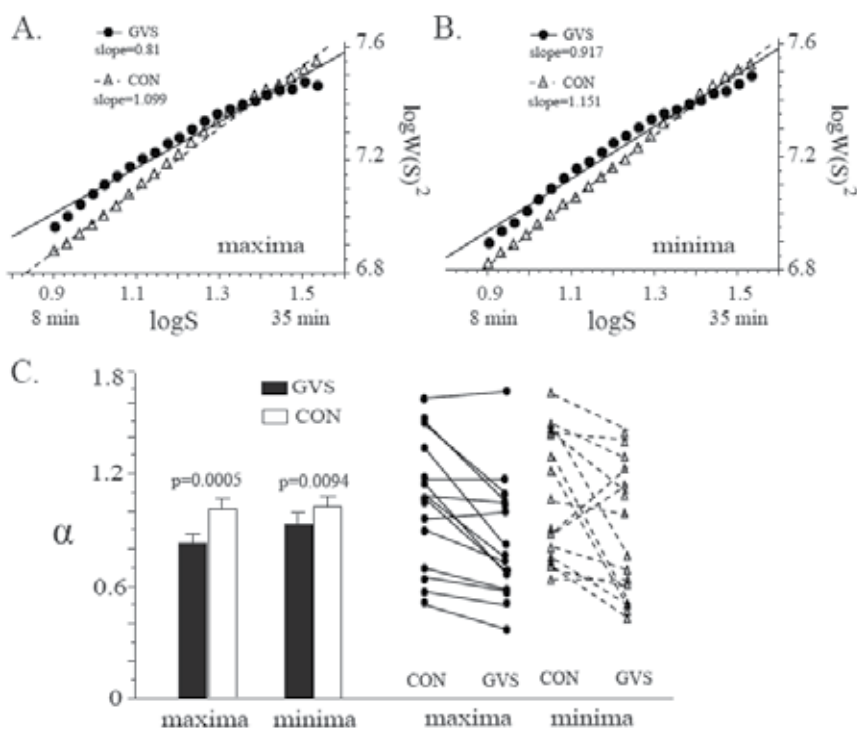 A.
GVS
slope=0.81
CON
slope=1.099
7.6
7.2
6.8
logW(S)²
maxima
0.9 1.1 1.3 1.5
8 min logS 35 min
B.
GVS
slope=0.917
CON
slope=1.151
7.6
7.2
6.8
logW(S)²
minima
0.9 1.1 1.3 1.5
8 min logS 35 min
C.
1.8
1.2
0.6
0
α
GVS
CON
p=0.0005 p=0.0094
maxima minima
CON GVS CON GVS
maxima minima